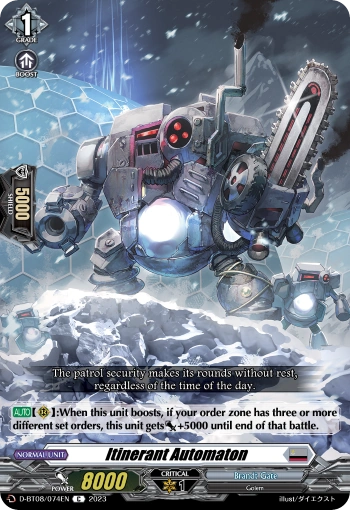 1
GRADE
BOOST
5000
SHIELD
The patrol security makes its rounds without rest,
regardless of the time of the day.
AUTO【 RC 】:When this unit boosts, if your order zone has three or more
different set orders, this unit gets +5000 until end of that battle.
Itinerant Automaton
NORMAL UNIT
POWER 8000
CRITICAL
1
Brandt Gate
Golem
D-BT08/074EN C 2023
illust/ダイエクスト